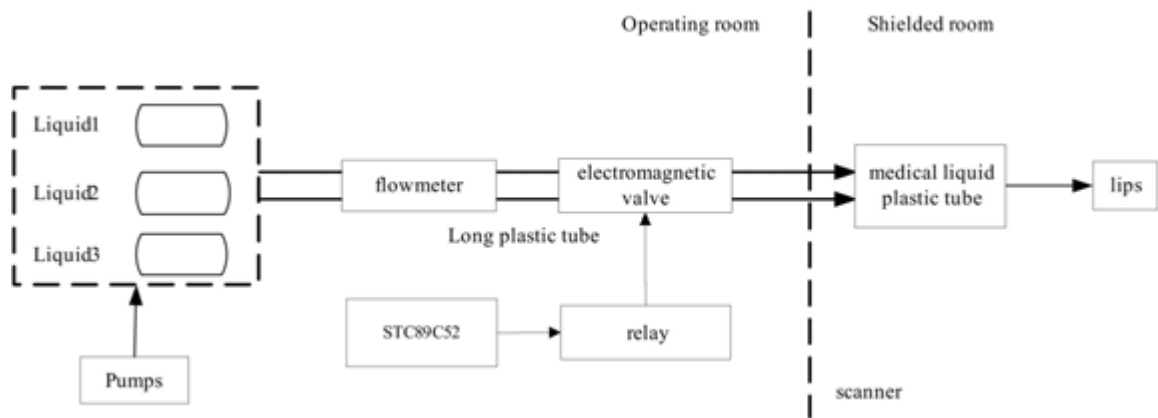 Operating room
Shielded room
Liquid1
Liquid2
Liquid3
flowmeter
electromagnetic
valve
medical liquid
plastic tube
lips
Long plastic tube
STC89C52
relay
Pumps
scanner